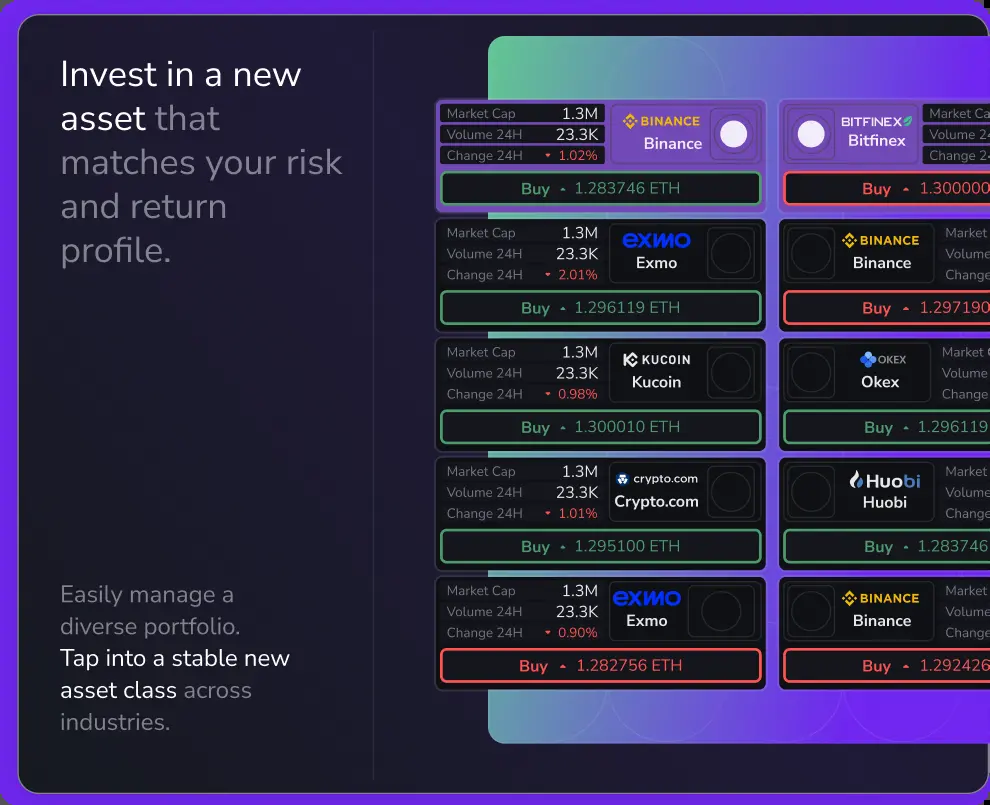 Invest in a new
asset that
matches your risk
and return
profile.
Easily manage a
diverse portfolio.
Tap into a stable new
asset class across
industries.
Market Cap 1.3M
Volume 24H 23.3K
Change 24H 1.02%
BINANCE
Binance
Buy 1.283746 ETH
Market Cap 1.3M
Volume 24H 23.3K
Change 24H 2.01%
EXMO
Exmo
Buy 1.296119 ETH
Market Cap 1.3M
Volume 24H 23.3K
Change 24H 0.98%
KUCOIN
Kucoin
Buy 1.300010 ETH
Market Cap 1.3M
Volume 24H 23.3K
Change 24H 1.01%
crypto.com
Crypto.com
Buy 1.295100 ETH
Market Cap 1.3M
Volume 24H 23.3K
Change 24H 0.90%
EXMO
Exmo
Buy 1.282756 ETH
BITFINEX
Bitfinex
Market Ca
Volume 24
Change 24
Buy 1.300000
BINANCE
Binance
Market
Volume
Change
Buy 1.297190
OKEX
Okex
Market
Volume
Change
Buy 1.296119
Huobi
Huobi
Market
Volume
Change
Buy 1.283746
BINANCE
Binance
Market
Volume
Change
Buy 1.292426